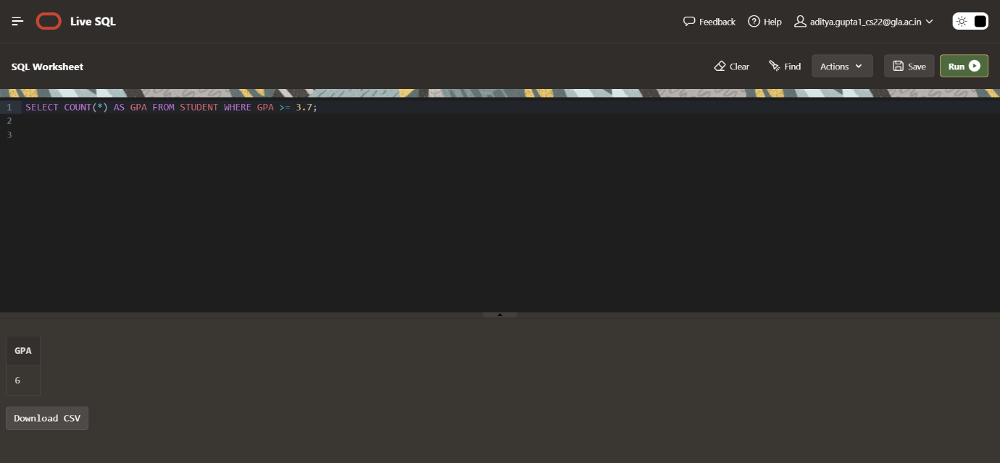 Live SQL
Feedback
Help
aditya.gupta1_cs22@gla.ac.in
SQL Worksheet
Clear
Find
Actions
Save
Run
1 SELECT COUNT(*) AS GPA FROM STUDENT WHERE GPA >= 3.7;
2
3
GPA
6
Download CSV